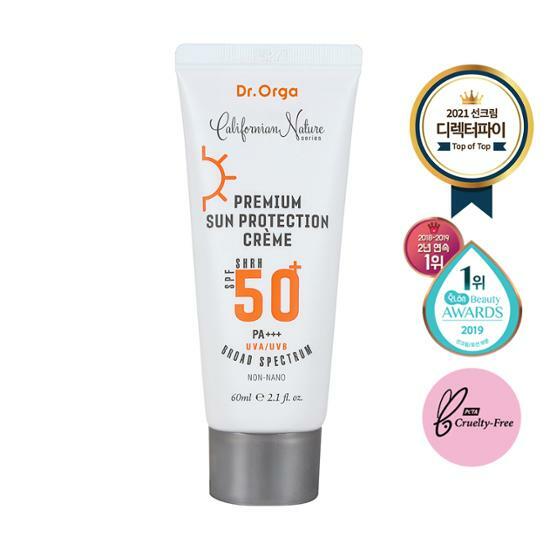 Dr.Orga
Californian Nature
series
PREMIUM
SUN PROTECTION
CRÈME
SPF
SHRH
50+
PA+++
UVA/UVB
BROAD SPECTRUM
NON-NANO
60ml ℮ 2.1 fl. oz.
2021 선크림
디렉터파이
Top of Top
2018-2019
2년 연속
1위
1위
Beauty
AWARDS
2019
PETA
Cruelty-Free